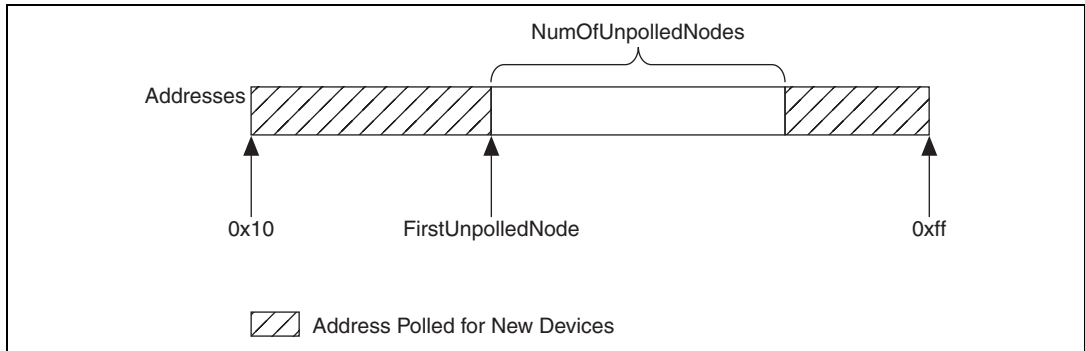 NumOfUnpolledNodes
Addresses
0x10
FirstUnpolledNode
0xff
Address Polled for New Devices